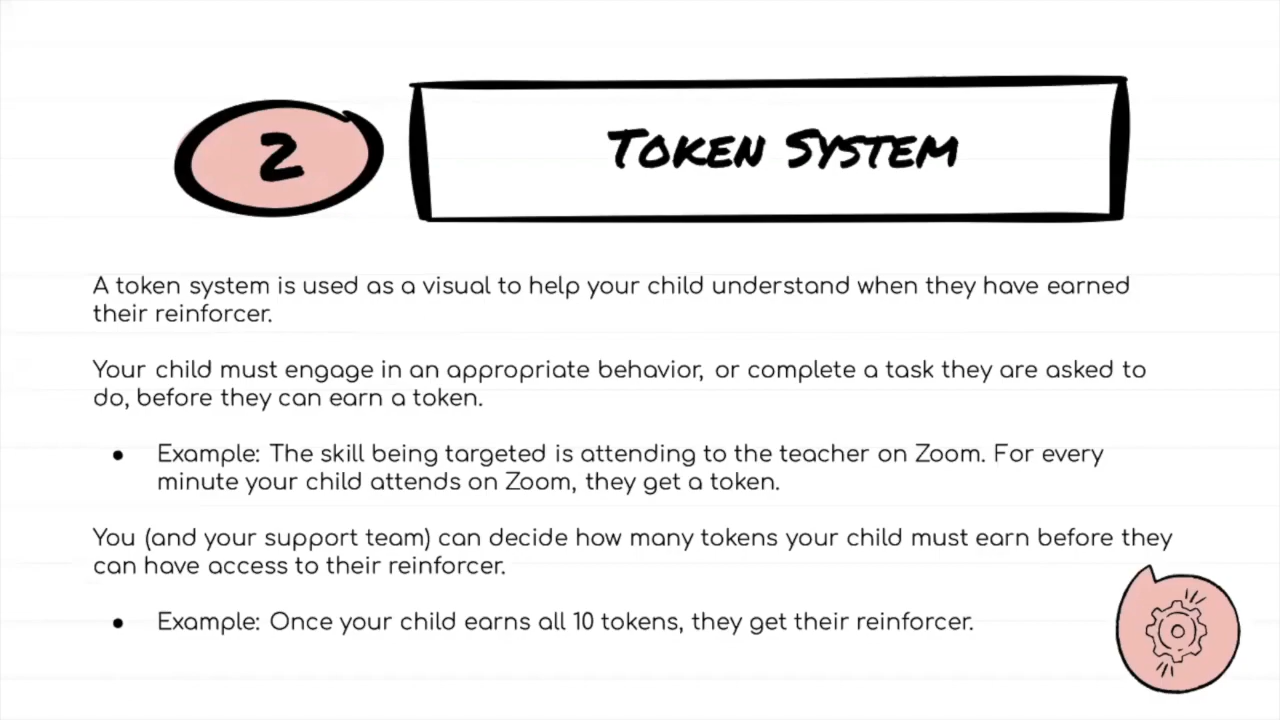 2
Token System
A token system is used as a visual to help your child understand when they have earned
their reinforcer.
Your child must engage in an appropriate behavior, or complete a task they are asked to
do, before they can earn a token.
● Example: The skill being targeted is attending to the teacher on Zoom. For every
minute your child attends on Zoom, they get a token.
You (and your support team) can decide how many tokens your child must earn before they
can have access to their reinforcer.
● Example: Once your child earns all 10 tokens, they get their reinforcer.